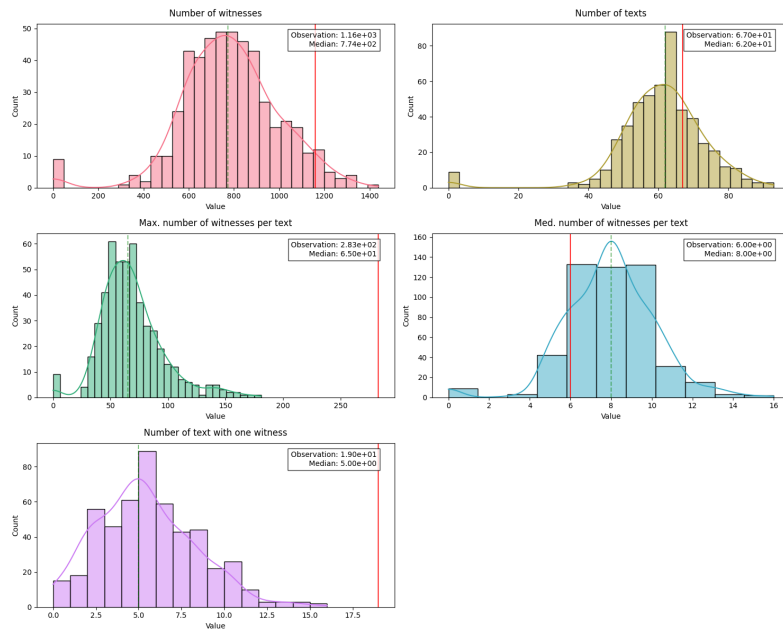 Number of witnesses
Observation: 1.16e+03
Median: 7.74e+02
50
40
30
20
10
0
Count
0 200 400 600 800 1000 1200 1400
Value
Number of texts
Observation: 6.70e+01
Median: 6.20e+01
80
60
40
20
0
Count
0 20 40 60 80
Value
Max. number of witnesses per text
Observation: 2.83e+02
Median: 6.50e+01
60
50
40
30
20
10
0
Count
0 50 100 150 200 250
Value
Med. number of witnesses per text
Observation: 6.00e+00
Median: 8.00e+00
160
140
120
100
80
60
40
20
0
Count
0 2 4 6 8 10 12 14 16
Value
Number of text with one witness
Observation: 1.90e+01
Median: 5.00e+00
80
60
40
20
0
Count
0.0 2.5 5.0 7.5 10.0 12.5 15.0 17.5
Value